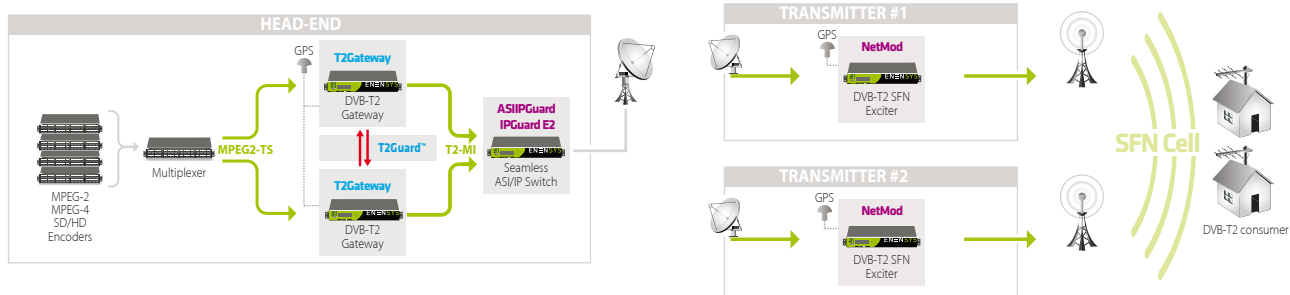 HEAD-END
GPS
T2Gateway
ENENSYS
DVB-T2
Gateway
MPEG2-TS
T2Guard™
T2-MI
T2Gateway
ENENSYS
DVB-T2
Gateway
MPEG-2
MPEG-4
SD/HD
Encoders
Multiplexer
ASIIPGuard
IPGuard E2
ENENSYS
Seamless
ASI/IP Switch
TRANSMITTER #1
GPS
NetMod
ENENSYS
DVB-T2 SFN
Exciter
TRANSMITTER #2
GPS
NetMod
ENENSYS
DVB-T2 SFN
Exciter
SFN Cell
DVB-T2 consumer